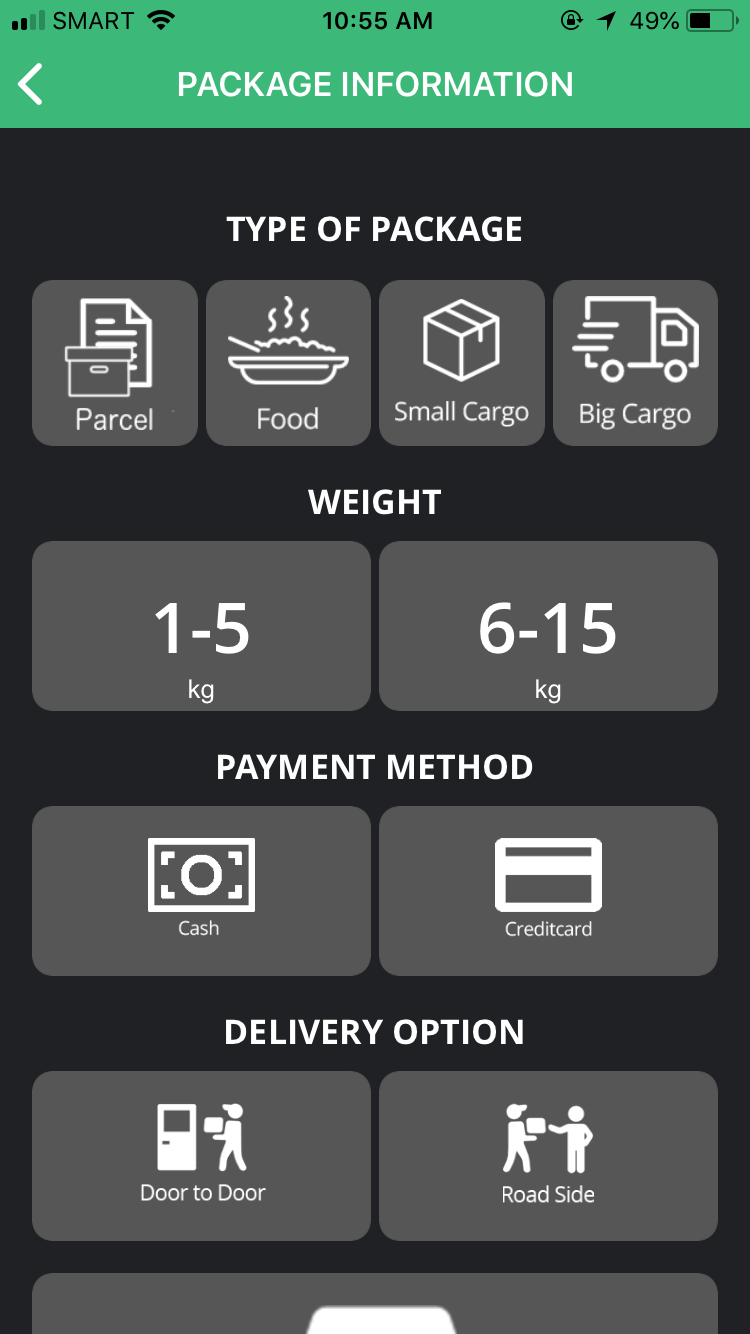 SMART 10:55 AM 49%
PACKAGE INFORMATION
TYPE OF PACKAGE
Parcel Food Small Cargo Big Cargo
WEIGHT
1-5 6-15
kg kg
PAYMENT METHOD
Cash Creditcard
DELIVERY OPTION
Door to Door Road Side